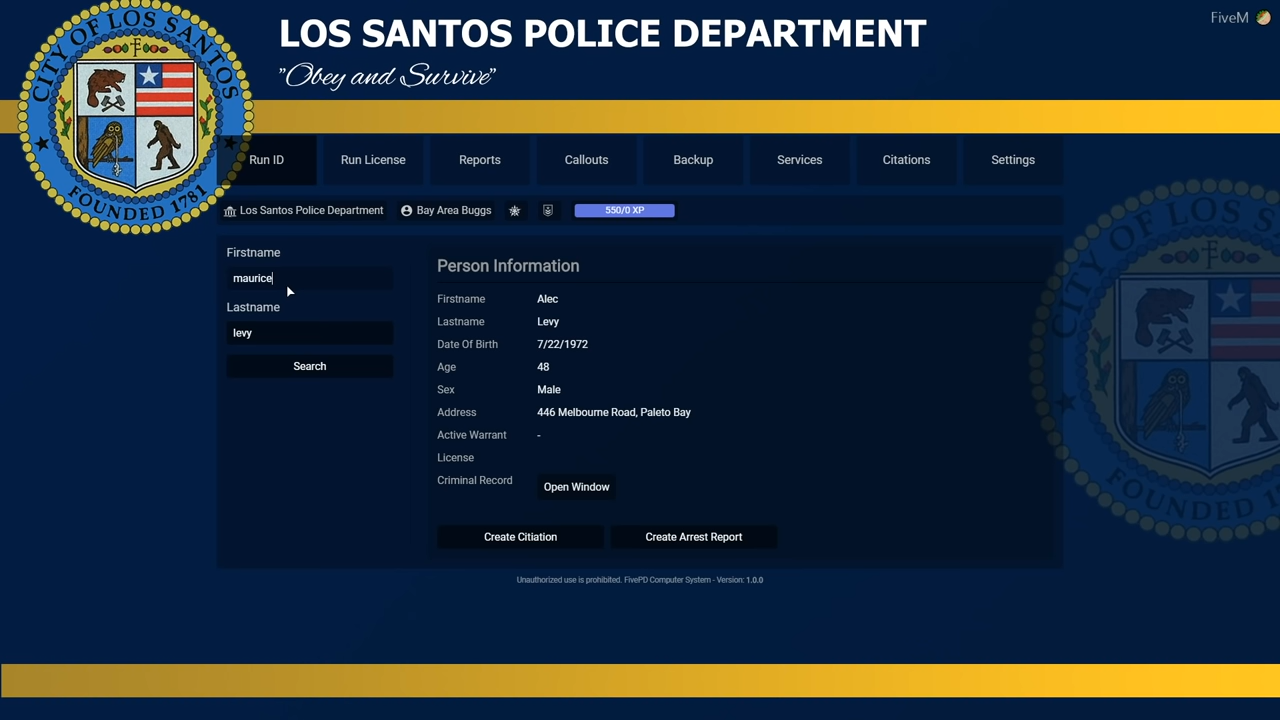 LOS SANTOS POLICE DEPARTMENT
"Obey and Survive"
FiveM
CITY OF LOS SANTOS
FOUNDED 1781
Run ID
Run License
Reports
Callouts
Backup
Services
Citations
Settings
Los Santos Police Department
Bay Area Buggs
550/0 XP
Firstname
maurice
Lastname
levy
Search
Person Information
Firstname Alec
Lastname Levy
Date Of Birth 7/22/1972
Age 48
Sex Male
Address 446 Melbourne Road, Paleto Bay
Active Warrant -
License
Criminal Record Open Window
Create Citiation
Create Arrest Report
Unauthorized use is prohibited. FivePD Computer System - Version: 1.0.0